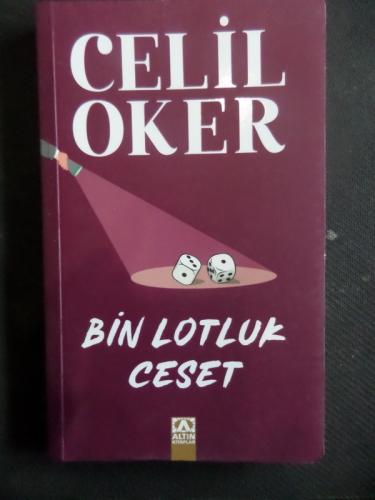 CELİL
OKER
BİN LOTLUK
CESET
ALTIN
KİTAPLAR